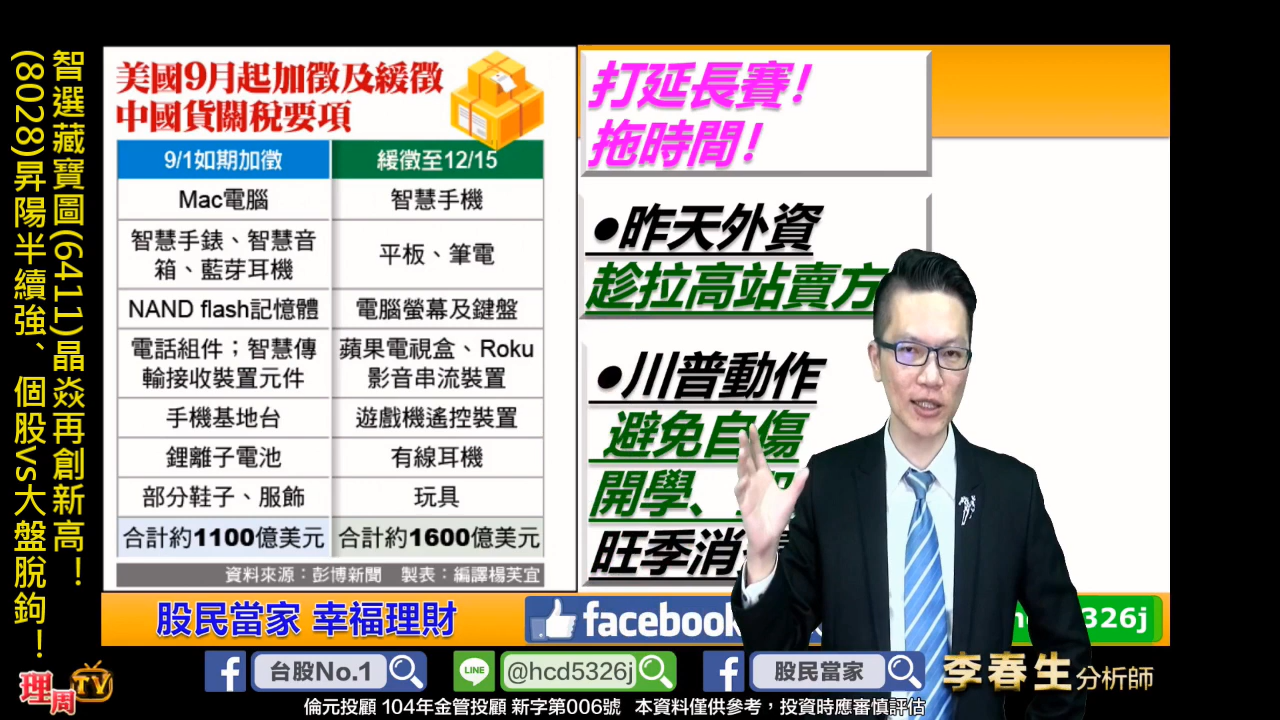 智選藏寶圖(6411)晶焱再創新高！
(8028)昇陽半續強、個股vs大盤脫鉤！
美國9月起加徵及緩徵
中國貨關稅要項
9/1如期加徵 緩徵至12/15
Mac電腦 智慧手機
智慧手錶、智慧音
箱、藍芽耳機
平板、筆電
NAND flash記憶體 電腦螢幕及鍵盤
電話組件；智慧傳
輸接收裝置元件
蘋果電視盒、Roku
影音串流裝置
手機基地台 遊戲機遙控裝置
鋰離子電池 有線耳機
部分鞋子、服飾 玩具
合計約1100億美元 合計約1600億美元
資料來源：彭博新聞 製表：編譯楊芙宜
打延長賽！
拖時間！
●昨天外資
趁拉高站賣方
●川普動作
避免自傷
開學、
旺季消
股民當家 幸福理財
facebook
5326j
理周TV
台股No.1
LINE
@hcd5326j
股民當家
李春生分析師
倫元投顧 104年金管投顧 新字第006號 本資料僅供參考，投資時應審慎評估